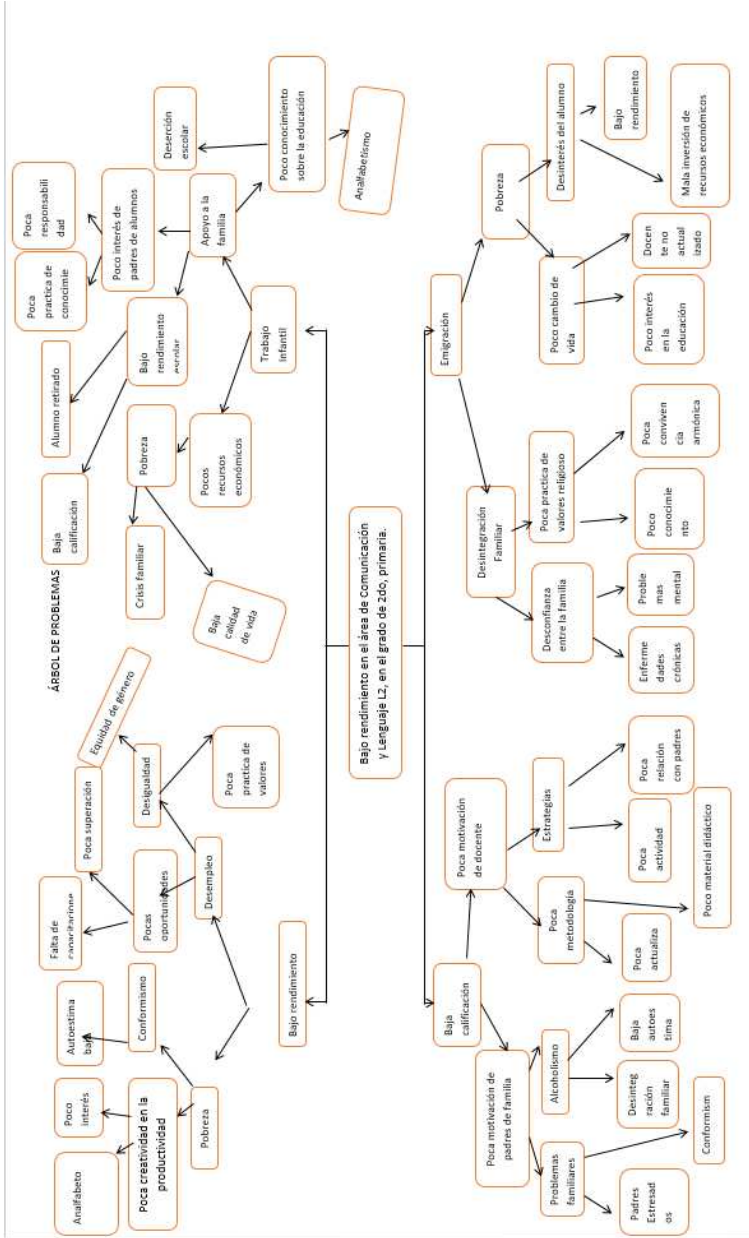 ÁRBOL DE PROBLEMAS
Analfabeto
Poco
interés
Autoestima
baja
Falta de
capacitacione
Poca superación
Equidad de género
Poca creatividad en la
productividad
Conformismo
Pocas
oportunidades
Desigualdad
Pobreza
Desempleo
Poca
practica de
valores
Bajo rendimiento
Baja
calificación
Alumno retirado
Poca
practica de
conocimie
Poca
responsabili
dad
Deserción
escolar
Crisis familiar
Pobreza
Bajo
rendimiento
escolar
Poco interés de
padres de alumnos
Baja
calidad
de vida
Pocos
recursos
económicos
Apoyo a la
familia
Poco conocimiento
sobre la educación
Trabajo
infantil
Analfabetismo
Bajo rendimiento en el área de Comunicación
y Lenguaje L2, en el grado de 2do, primaria.
Baja
calificación
Emigración
Poca motivación de
padres de familia
Poca motivación
de docente
Desintegración
Familiar
Pobreza
Problemas
familiares
Alcoholismo
Poca
metodología
Estrategias
Desconfianza
entre la familia
Poca practica de
valores religioso
Poco cambio de
vida
Desinterés del alumno
Padres
Estresad
os
Conformism
Desinteg
ración
familiar
Baja
autoes
tima
Poca
actualiza
Poco material didáctico
Poca
actividad
Poca
relación
con padres
Enferme
dades
crónicas
Proble
mas
mental
Poco
conocimie
nto
Poca
conviven
cia
armónica
Poco interés
en la
educación
Docen
te no
actual
izado
Mala inversión de
recursos económicos
Bajo
rendimiento